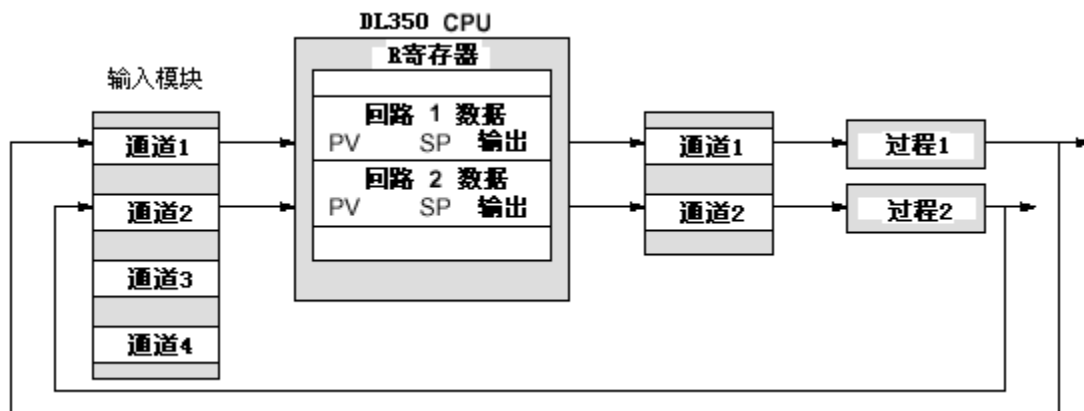 DL350 CPU
R寄存器
输入模块
通道1
通道2
通道3
通道4
回路 1 数据
PV SP 输出
回路 2 数据
PV SP 输出
通道1
通道2
过程1
过程2